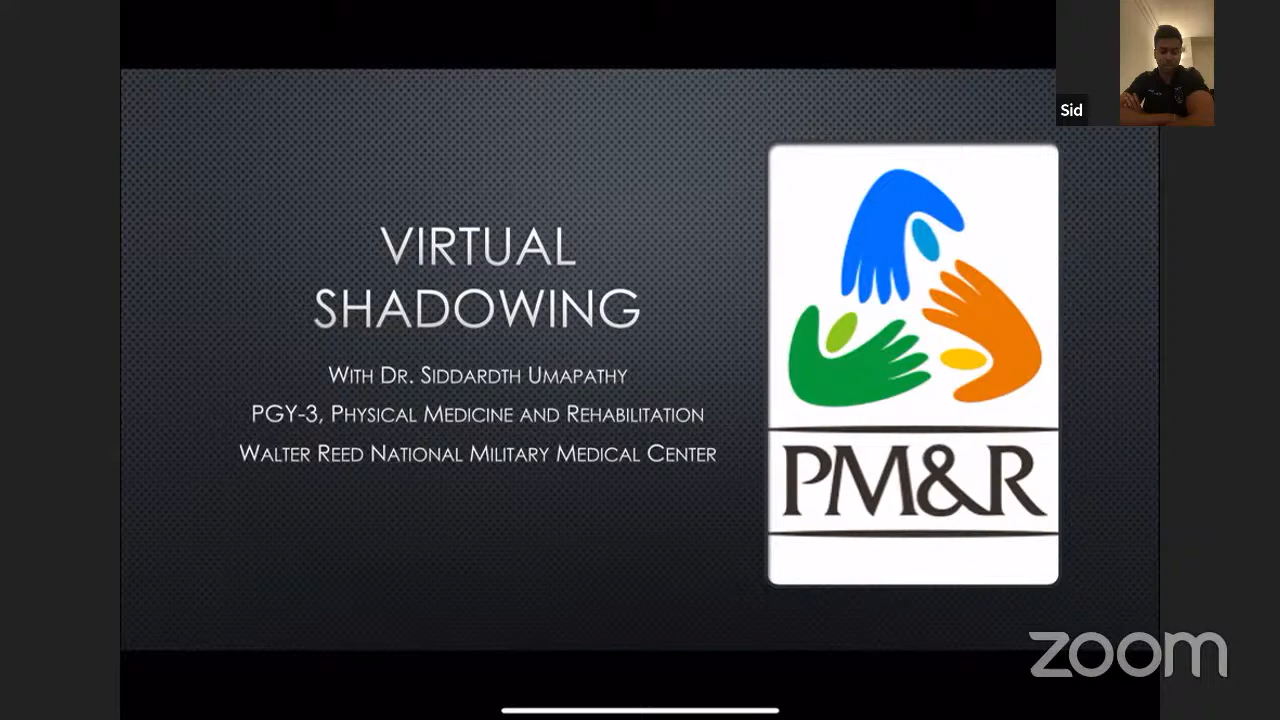 Sid
VIRTUAL
SHADOWING
WITH DR. SIDDARDTH UMAPATHY
PGY-3, PHYSICAL MEDICINE AND REHABILITATION
WALTER REED NATIONAL MILITARY MEDICAL CENTER
PM&R
zoom